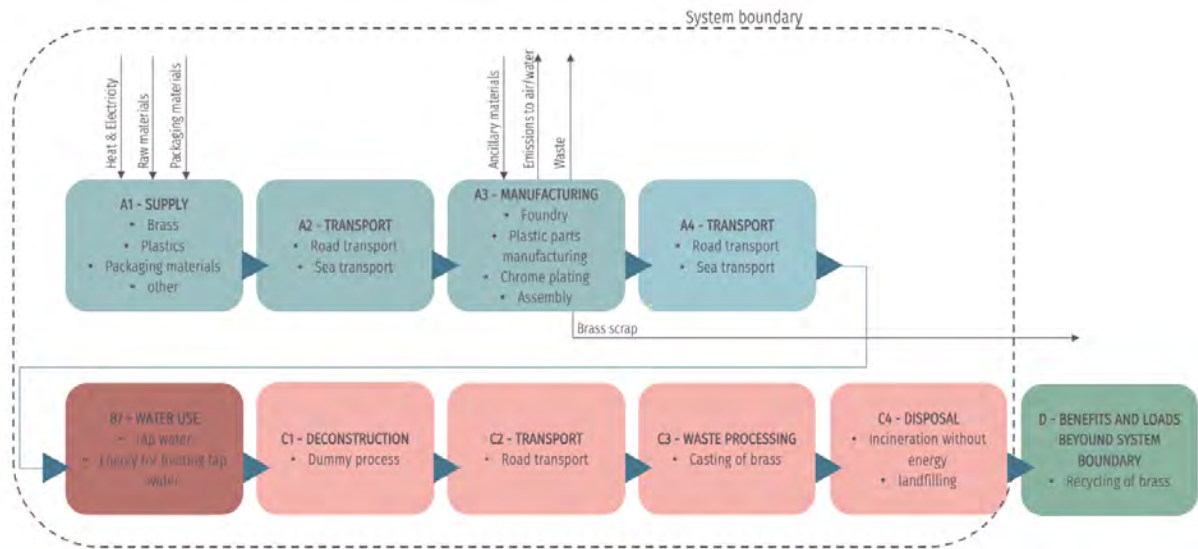 System boundary
Heat & Electricity
Raw materials
Packaging materials
Ancillary materials
Emissions to air/water
Waste
A1 - SUPPLY
• Brass
• Plastics
• Packaging materials
• other
A2 - TRANSPORT
• Road transport
• Sea transport
A3 - MANUFACTURING
• Foundry
• Plastic parts
manufacturing
• Chrome plating
• Assembly
A4 - TRANSPORT
• Road transport
• Sea transport
Brass scrap
B7 - WATER USE
• Tap water
• Energy for heating tap
water
C1 - DECONSTRUCTION
• Dummy process
C2 - TRANSPORT
• Road transport
C3 - WASTE PROCESSING
• Casting of brass
C4 - DISPOSAL
• Incineration without
energy
• landfilling
D - BENEFITS AND LOADS
BEYOUND SYSTEM
BOUNDARY
• Recycling of brass